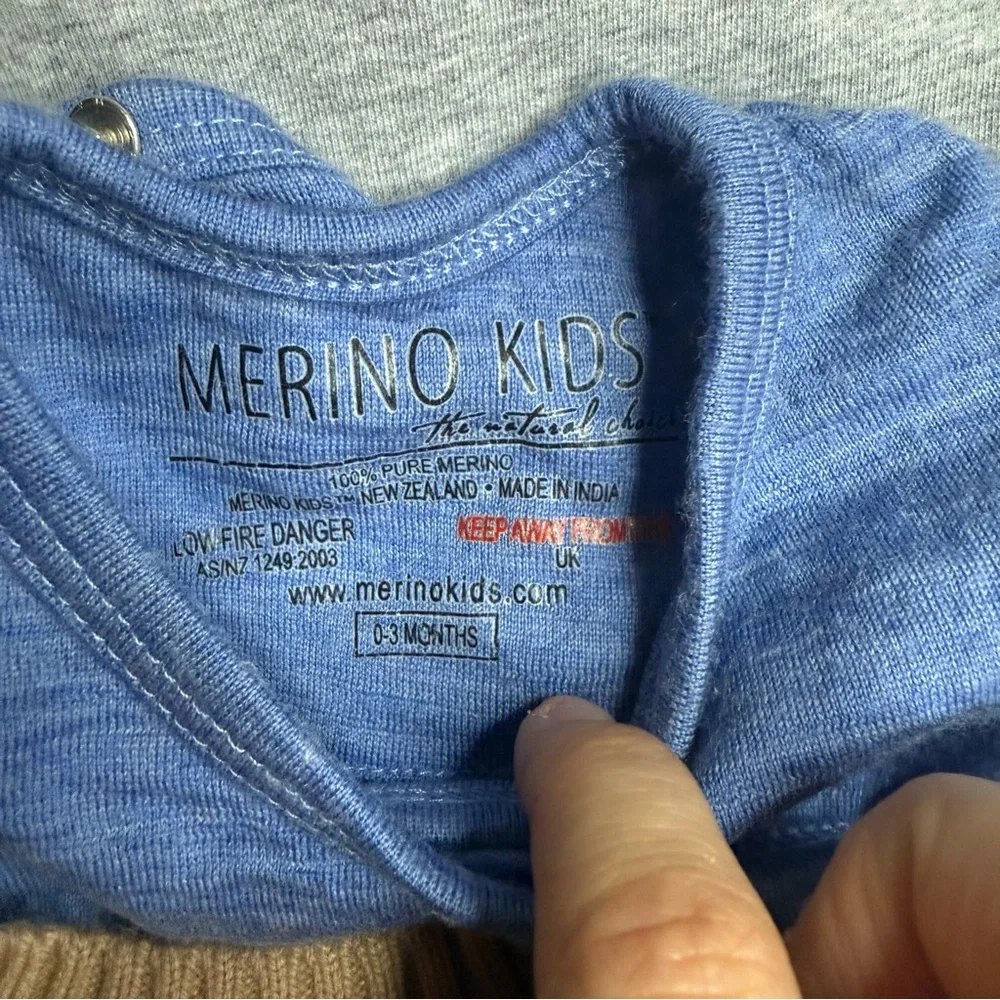 MERINO KIDS
the natural choice
100% PURE MERINO
MERINO KIDS™ NEW ZEALAND • MADE IN INDIA
LOW FIRE DANGER
AS/NZ 1249:2003
KEEP AWAY FROM
UK
www.merinokids.com
0-3 MONTHS